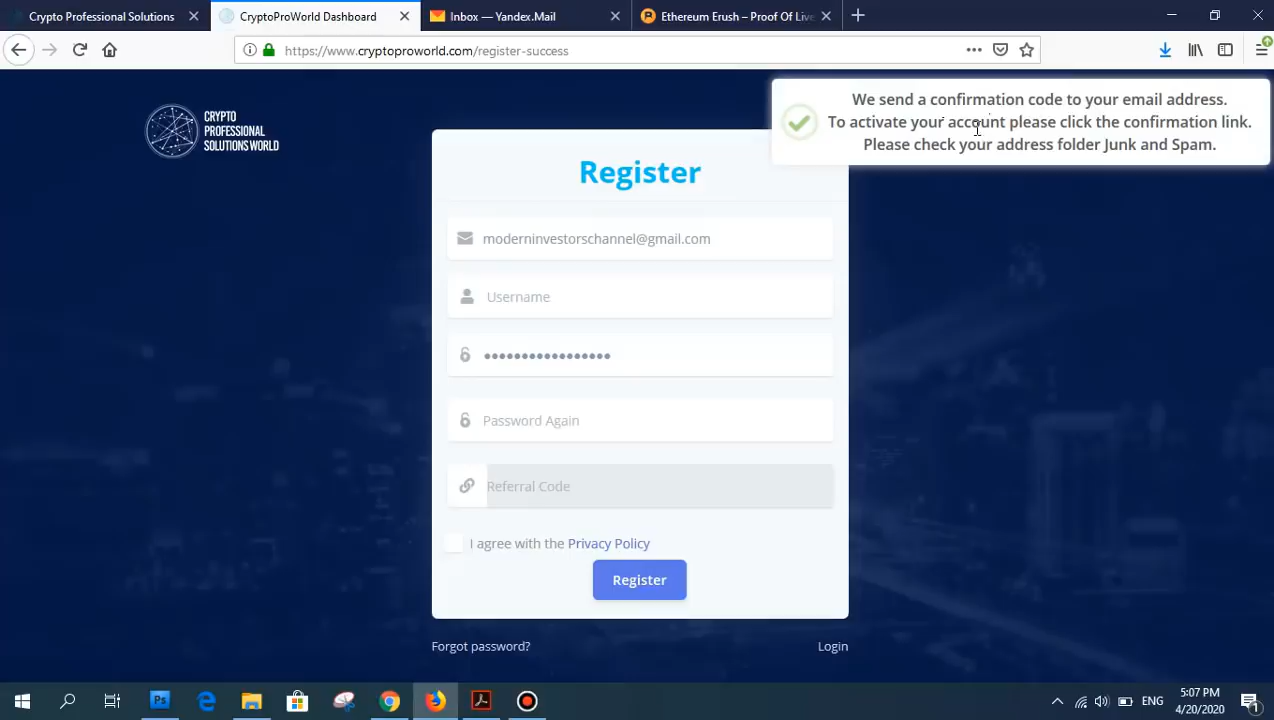 Crypto Professional Solutions
CryptoProWorld Dashboard
Inbox — Yandex.Mail
Ethereum Erush – Proof Of Live
https://www.cryptoproworld.com/register-success
CRYPTO
PROFESSIONAL
SOLUTIONS WORLD
We send a confirmation code to your email address.
To activate your account please click the confirmation link.
Please check your address folder Junk and Spam.
Register
moderninvestorschannel@gmail.com
Username
Password Again
Referral Code
I agree with the Privacy Policy
Register
Forgot password?
Login
Ps
ENG
5:07 PM
4/20/2020
1